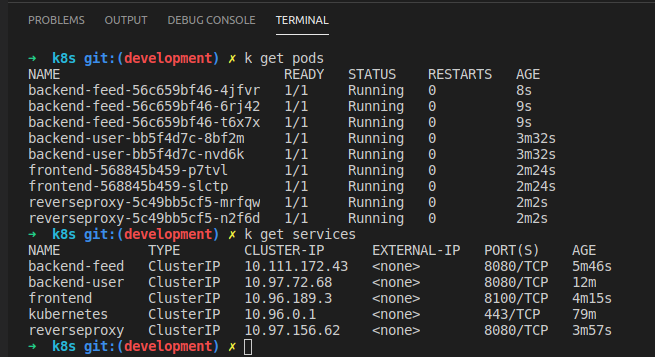 PROBLEMS OUTPUT DEBUG CONSOLE TERMINAL
➜ k8s git:(development) ✗ k get pods
NAME READY STATUS RESTARTS AGE
backend-feed-56c659bf46-4jfvr 1/1 Running 0 8s
backend-feed-56c659bf46-6rj42 1/1 Running 0 9s
backend-feed-56c659bf46-t6x7x 1/1 Running 0 9s
backend-user-bb5f4d7c-8bf2m 1/1 Running 0 3m32s
backend-user-bb5f4d7c-nvd6k 1/1 Running 0 3m32s
frontend-568845b459-p7tvl 1/1 Running 0 2m24s
frontend-568845b459-slctp 1/1 Running 0 2m24s
reverseproxy-5c49bb5cf5-mrfqw 1/1 Running 0 2m2s
reverseproxy-5c49bb5cf5-n2f6d 1/1 Running 0 2m2s
➜ k8s git:(development) ✗ k get services
NAME TYPE CLUSTER-IP EXTERNAL-IP PORT(S) AGE
backend-feed ClusterIP 10.111.172.43 <none> 8080/TCP 5m46s
backend-user ClusterIP 10.97.72.68 <none> 8080/TCP 12m
frontend ClusterIP 10.96.189.3 <none> 8100/TCP 4m15s
kubernetes ClusterIP 10.96.0.1 <none> 443/TCP 79m
reverseproxy ClusterIP 10.97.156.62 <none> 8080/TCP 3m57s
➜ k8s git:(development) ✗